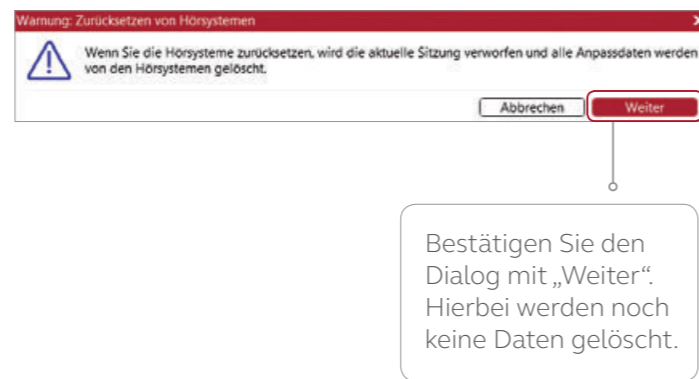 Warnung: Zurücksetzen von Hörsystemen
Wenn Sie die Hörsysteme zurücksetzen, wird die aktuelle Sitzung verworfen und alle Anpassdaten werden
von den Hörsystemen gelöscht.
Abbrechen Weiter
Bestätigen Sie den
Dialog mit „Weiter“.
Hierbei werden noch
keine Daten gelöscht.